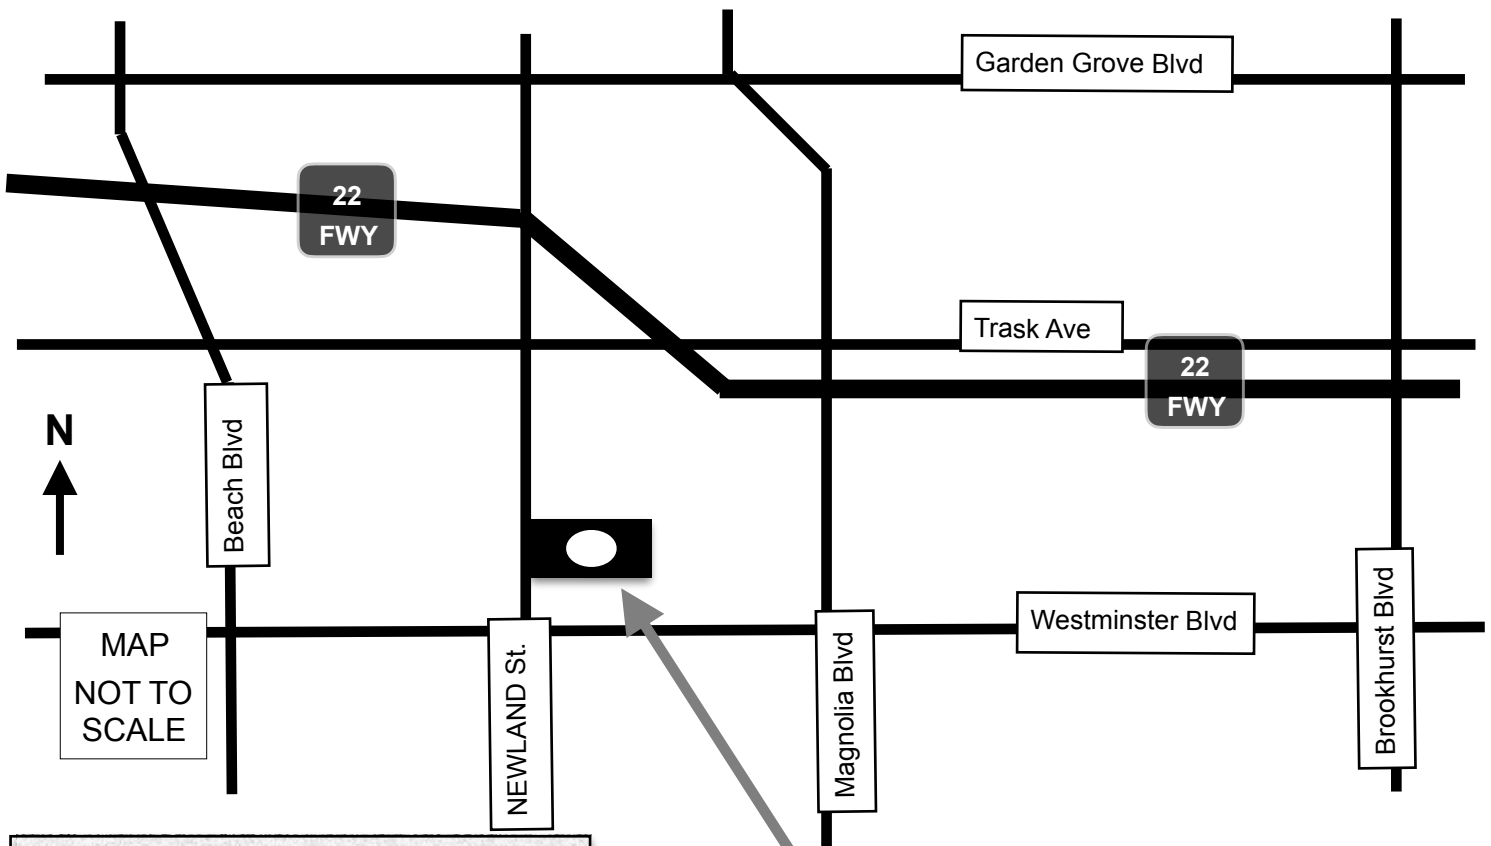 Garden Grove Blvd
22
FWY
Trask Ave
22
FWY
N
Beach Blvd
MAP
NOT TO
SCALE
NEWLAND St.
Magnolia Blvd
Westminster Blvd
Brookhurst Blvd